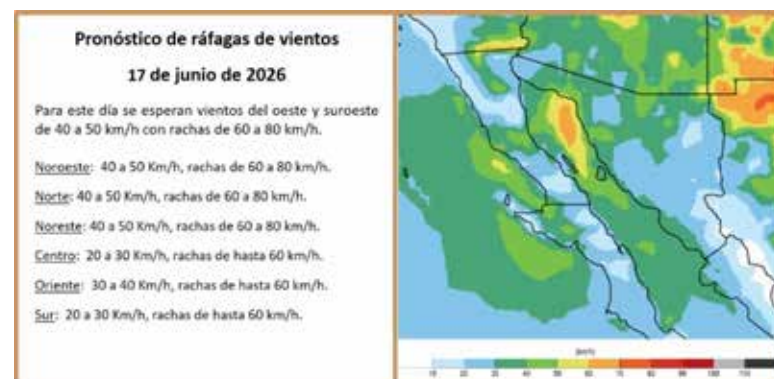 Pronóstico de ráfagas de vientos
17 de junio de 2026
Para este día se esperan vientos del oeste y suroeste
de 40 a 50 km/h con rachas de 60 a 80 km/h.
Noroeste: 40 a 50 Km/h, rachas de 60 a 80 km/h.
Norte: 40 a 50 Km/h, rachas de 60 a 80 km/h.
Noreste: 40 a 50 Km/h, rachas de 60 a 80 km/h.
Centro: 20 a 30 Km/h, rachas de hasta 60 km/h.
Oriente: 30 a 40 Km/h, rachas de hasta 60 km/h.
Sur: 20 a 30 Km/h, rachas de hasta 60 km/h.